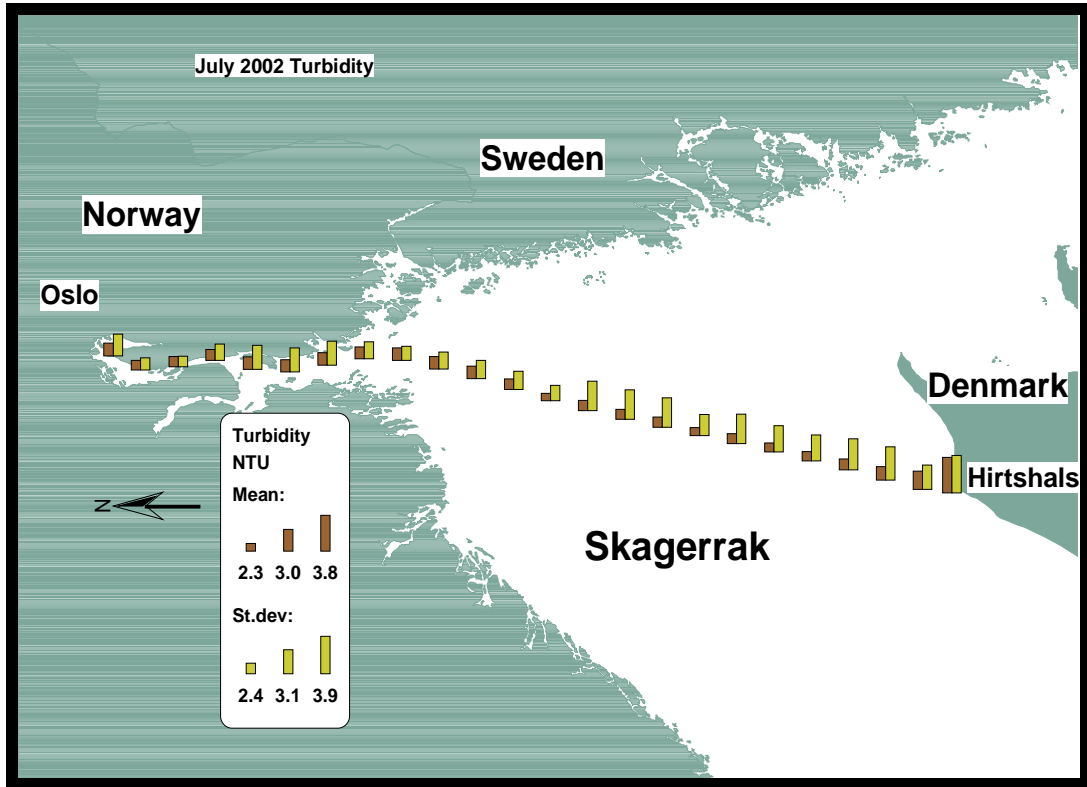 July 2002 Turbidity
Sweden
Norway
Oslo
Denmark
Hirtshals
Skagerrak
N
Turbidity
NTU
Mean:
2.3 3.0 3.8
St.dev:
2.4 3.1 3.9